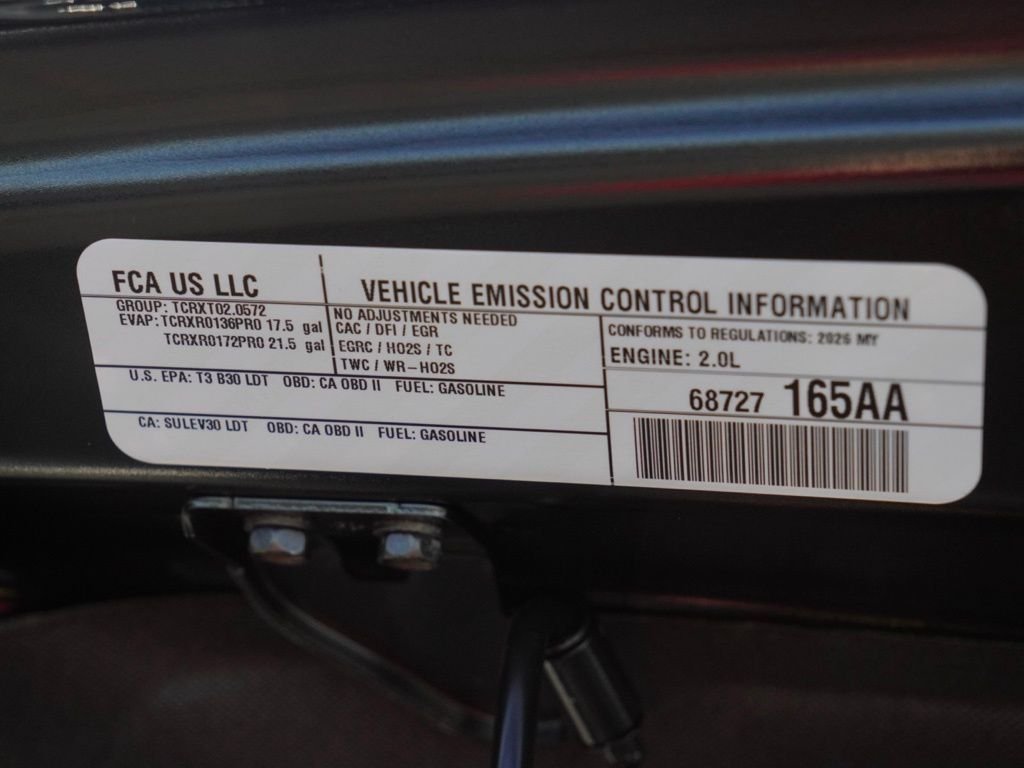 FCA US LLC
VEHICLE EMISSION CONTROL INFORMATION
GROUP: TCRXT02.0572
EVAP: TCRXR0136PR0 17.5 gal
TCRXR0172PR0 21.5 gal
NO ADJUSTMENTS NEEDED
CAC / DFI / EGR
EGRC / HO2S / TC
TWC / WR-HO2S
CONFORMS TO REGULATIONS: 2026 MY
ENGINE: 2.0L
U.S. EPA: T3 B30 LDT OBD: CA OBD II FUEL: GASOLINE
CA: SULEV30 LDT OBD: CA OBD II FUEL: GASOLINE
68727 165AA